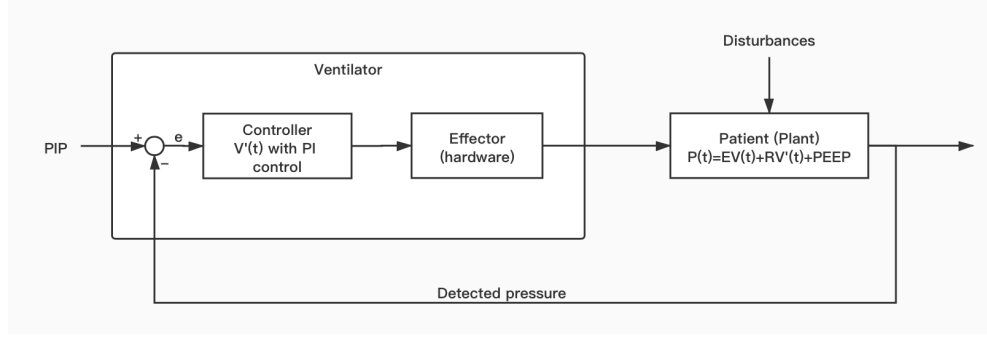 Disturbances
Ventilator
PIP
+
e
−
Controller
V'(t) with PI
control
Effector
(hardware)
Patient (Plant)
P(t)=EV(t)+RV'(t)+PEEP
Detected pressure